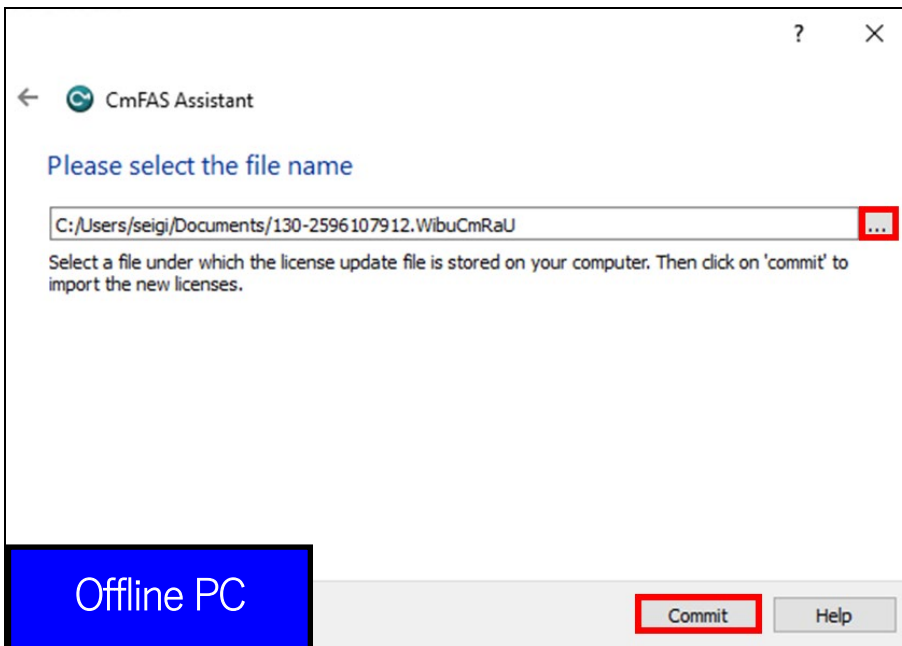 ?
CmFAS Assistant
Please select the file name
C:/Users/seigi/Documents/130-2596107912.WibuCmRaU
...
Select a file under which the license update file is stored on your computer. Then click on 'commit' to
import the new licenses.
Offline PC
Commit
Help